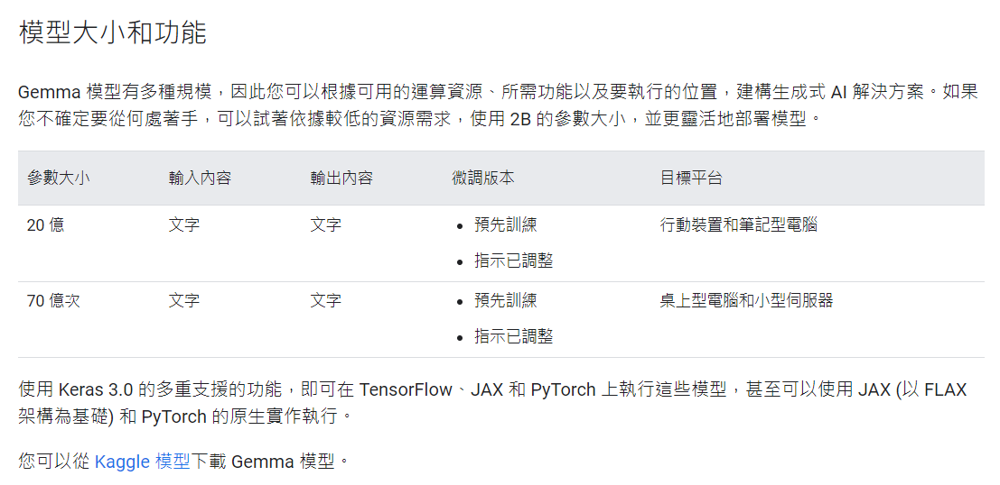 模型大小和功能
Gemma 模型有多種規模，因此您可以根據可用的運算資源、所需功能以及要執行的位置，建構生成式 AI 解決方案。如果
您不確定要從何處著手，可以試著依據較低的資源需求，使用 2B 的參數大小，並更靈活地部署模型。
參數大小 輸入內容 輸出內容 微調版本 目標平台
20 億 文字 文字 • 預先訓練 行動裝置和筆記型電腦
• 指示已調整
70 億次 文字 文字 • 預先訓練 桌上型電腦和小型伺服器
• 指示已調整
使用 Keras 3.0 的多重支援的功能，即可在 TensorFlow、JAX 和 PyTorch 上執行這些模型，甚至可以使用 JAX (以 FLAX
架構為基礎) 和 PyTorch 的原生實作執行。
您可以從 Kaggle 模型下載 Gemma 模型。